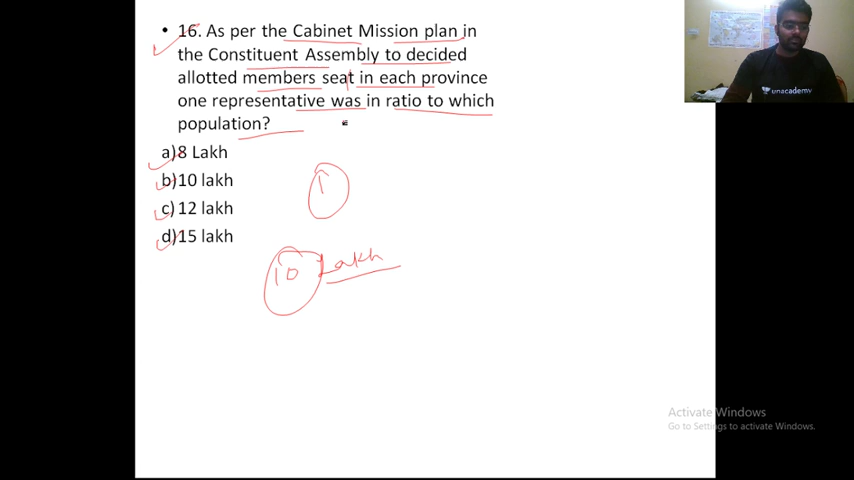 • 16. As per the Cabinet Mission plan in
the Constituent Assembly to decided
allotted members seat in each province
one representative was in ratio to which
population?
a)8 Lakh
b)10 lakh
c)12 lakh
d)15 lakh
1
10 Lakh
unacademy
Activate Windows
Go to Settings to activate Windows.